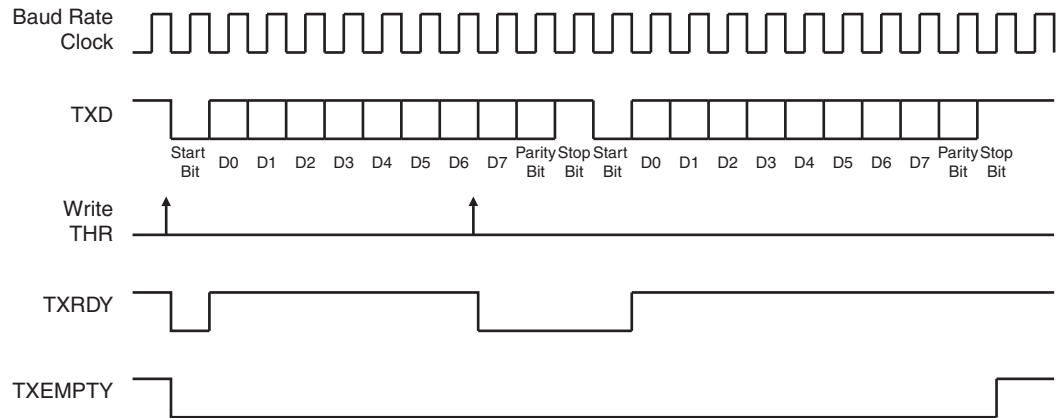 Baud Rate
Clock
TXD
Start
Bit
D0
D1
D2
D3
D4
D5
D6
D7
Parity
Bit
Stop
Bit
Start
Bit
D0
D1
D2
D3
D4
D5
D6
D7
Parity
Bit
Stop
Bit
Write
THR
TXRDY
TXEMPTY